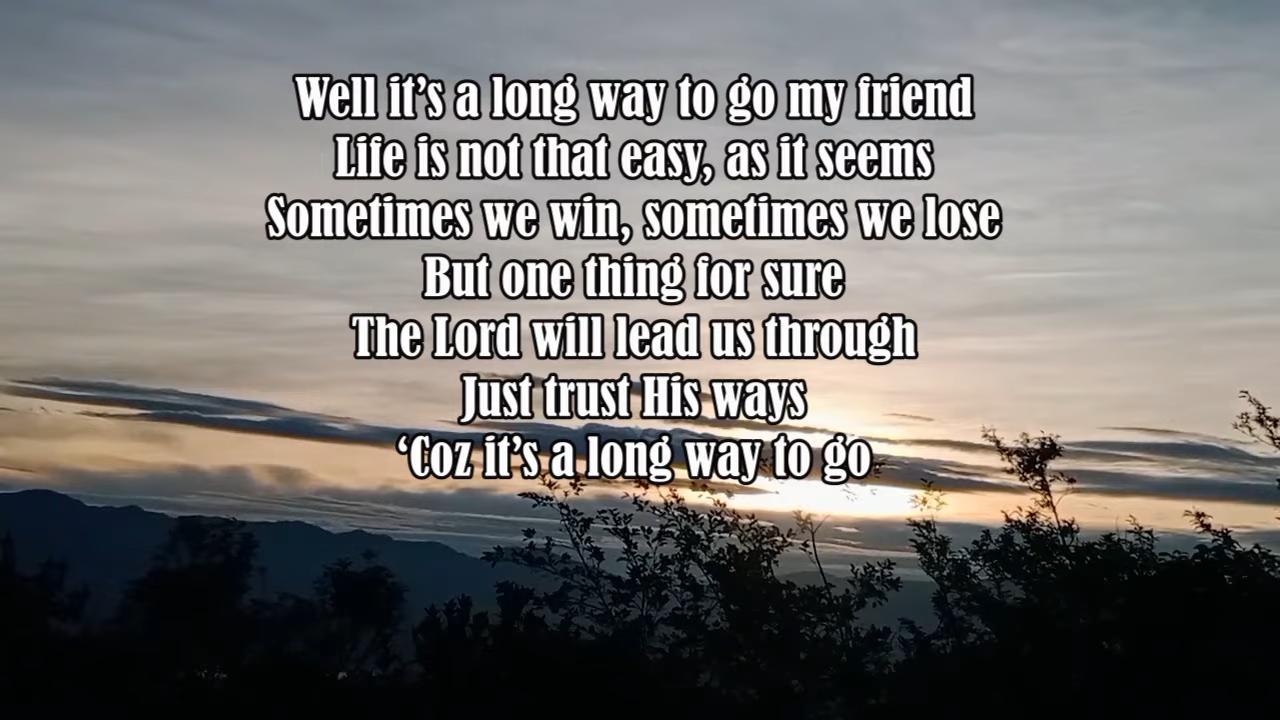 Well it’s a long way to go my friend
Life is not that easy, as it seems
Sometimes we win, sometimes we lose
But one thing for sure
The Lord will lead us through
Just trust His ways
‘Coz it’s a long way to go